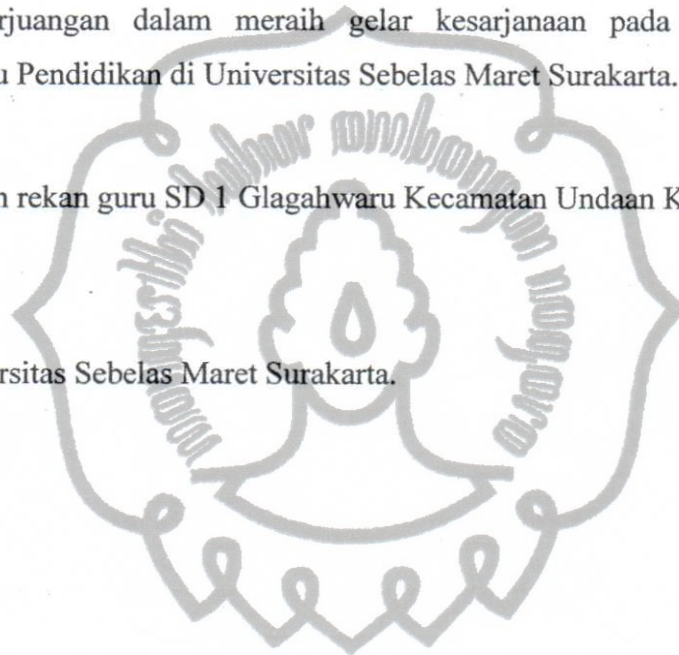 rjuangan dalam meraih gelar kesarjanaan pada
u Pendidikan di Universitas Sebelas Maret Surakarta.
n rekan guru SD 1 Glagahwaru Kecamatan Undaan K
rsitas Sebelas Maret Surakarta.